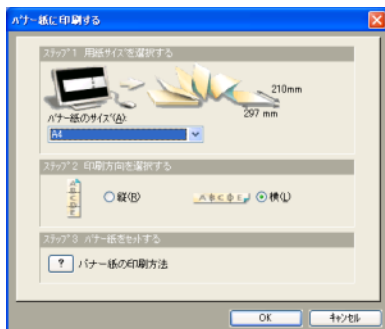 バナー紙に印刷する
ステップ1 用紙サイズを選択する
210mm
297 mm
バナー紙のサイズ(A):
A4
ステップ2 印刷方向を選択する
縦(R)
横(L)
ステップ3 バナー紙をセットする
? バナー紙の印刷方法
OK キャンセル